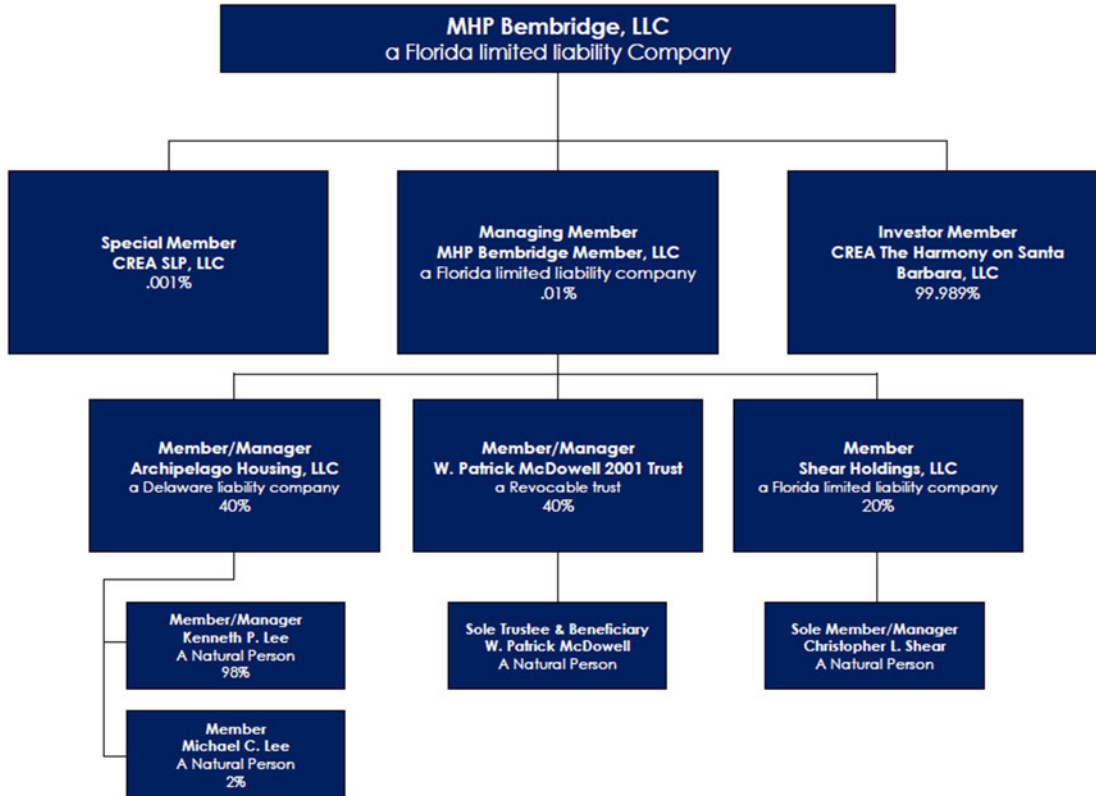 MHP Bembridge, LLC
a Florida limited liability Company
Special Member
CREA SLP, LLC
.001%
Managing Member
MHP Bembridge Member, LLC
a Florida limited liability company
.01%
Investor Member
CREA The Harmony on Santa
Barbara, LLC
99.989%
Member/Manager
Archipelago Housing, LLC
a Delaware liability company
40%
Member/Manager
W. Patrick McDowell 2001 Trust
a Revocable trust
40%
Member
Shear Holdings, LLC
a Florida limited liability company
20%
Member/Manager
Kenneth P. Lee
A Natural Person
98%
Sole Trustee & Beneficiary
W. Patrick McDowell
A Natural Person
Sole Member/Manager
Christopher L. Shear
A Natural Person
Member
Michael C. Lee
A Natural Person
2%